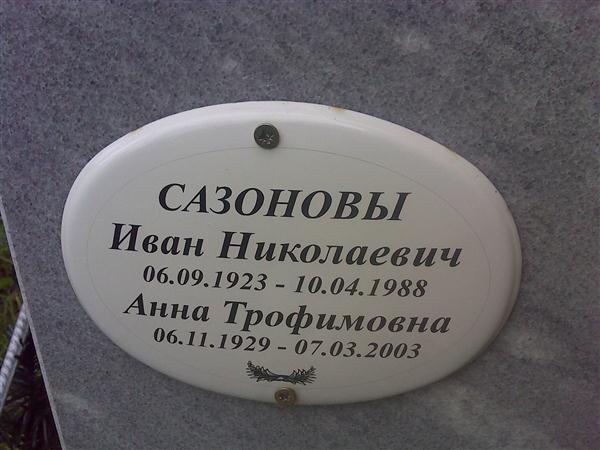 САЗОНОВЫ
Иван Николаевич
06.09.1923 - 10.04.1988
Анна Трофимовна
06.11.1929 - 07.03.2003